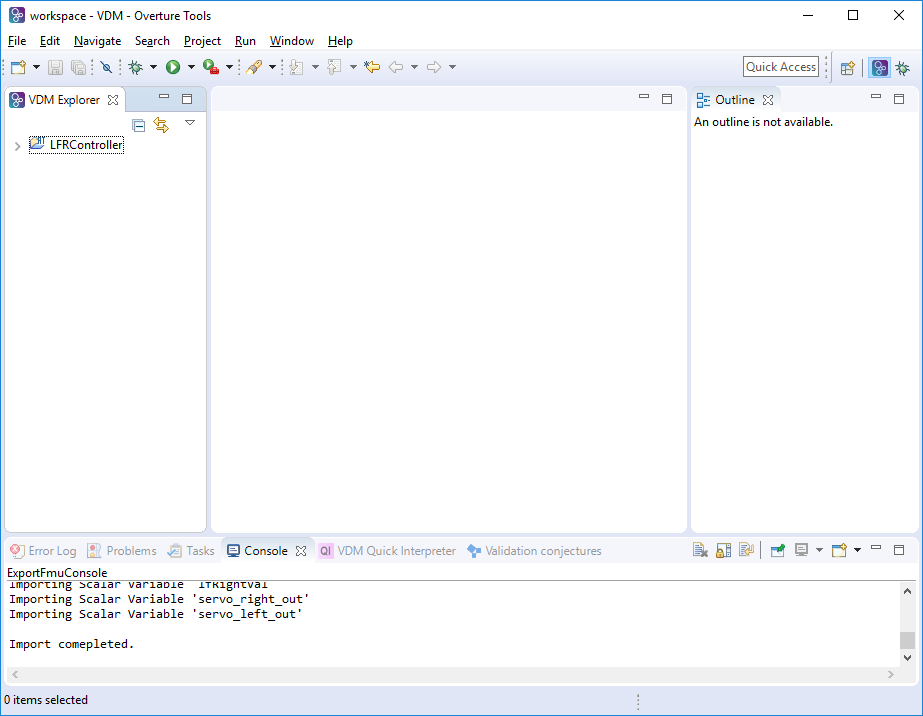 workspace - VDM - Overture Tools
File Edit Navigate Search Project Run Window Help
Quick Access
VDM Explorer
Outline
LFRController
An outline is not available.
Error Log Problems Tasks Console QI VDM Quick Interpreter Validation conjectures
ExportFmuConsole
Importing Scalar Variable 'lfRightVal'
Importing Scalar Variable 'servo_right_out'
Importing Scalar Variable 'servo_left_out'
Import comepleted.
0 items selected